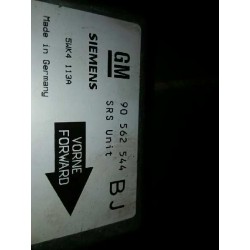 GM
SIEMENS
5WK4 113A
Made in Germany
90 562 544
SRS Unit
BJ
VORNE
FORWARD